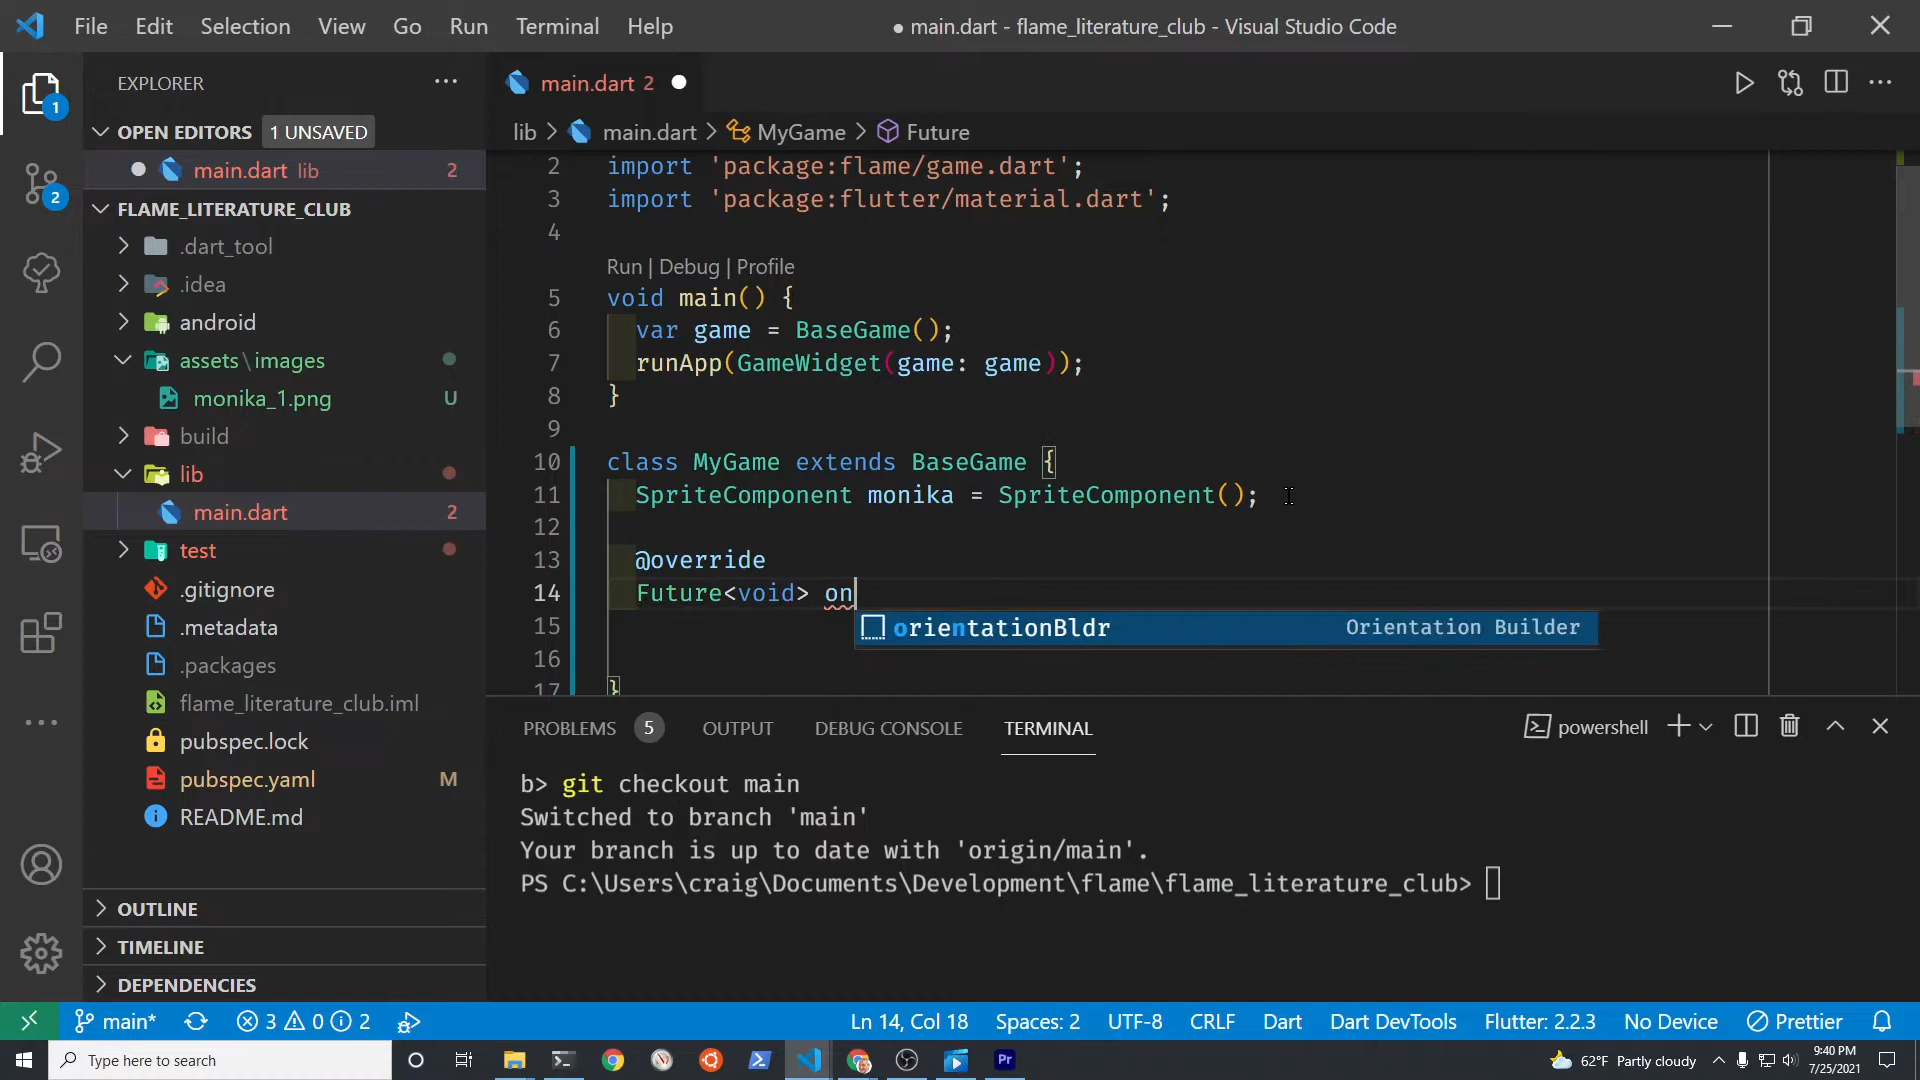 File Edit Selection View Go Run Terminal Help
● main.dart - flame_literature_club - Visual Studio Code
EXPLORER
1
OPEN EDITORS 1 UNSAVED
main.dart lib 2
2
FLAME_LITERATURE_CLUB
.dart_tool
.idea
android
assets\images
monika_1.png U
build
lib
main.dart 2
test
.gitignore
.metadata
.packages
flame_literature_club.iml
pubspec.lock
pubspec.yaml M
README.md
OUTLINE
TIMELINE
DEPENDENCIES
main.dart 2
lib > main.dart > MyGame > Future
2 import 'package:flame/game.dart';
3 import 'package:flutter/material.dart';
4
Run | Debug | Profile
5 void main() {
6 var game = BaseGame();
7 runApp(GameWidget(game: game));
8 }
9
10 class MyGame extends BaseGame {
11 SpriteComponent monika = SpriteComponent();
12
13 @override
14 Future<void> on
orientationBldr Orientation Builder
15
16
17 }
PROBLEMS 5 OUTPUT DEBUG CONSOLE TERMINAL
powershell
b> git checkout main
Switched to branch 'main'
Your branch is up to date with 'origin/main'.
PS C:\Users\craig\Documents\Development\flame\flame_literature_club>
main* 3 0 2
Ln 14, Col 18 Spaces: 2 UTF-8 CRLF Dart Dart DevTools Flutter: 2.2.3 No Device Prettier
Type here to search
Pr
62°F Partly cloudy
9:40 PM
7/25/2021